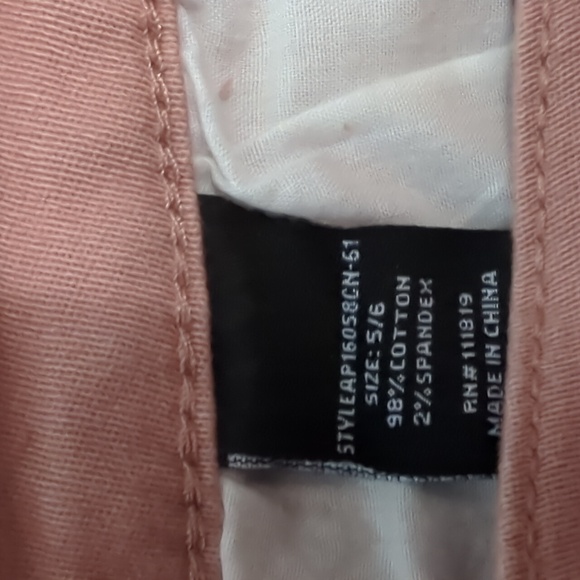 STYLEAP16058CN-61
SIZE: 5/6
98% COTTON
2% SPANDEX
RN# 111819
MADE IN CHINA